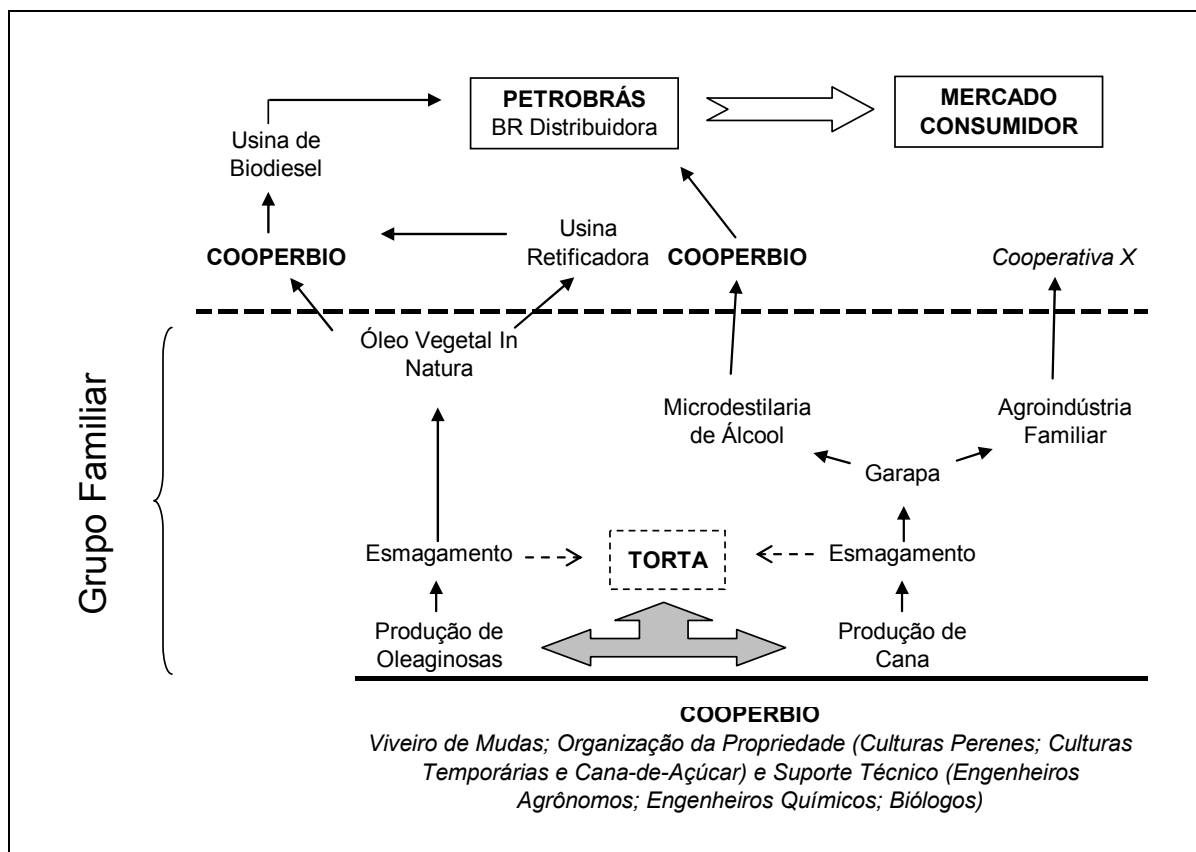 PETROBRÁS
BR Distribuidora
MERCADO
CONSUMIDOR
Usina de
Biodiesel
COOPERBIO
Usina
Retificadora
COOPERBIO
Cooperativa X
Óleo Vegetal In
Natura
Microdestilaria
de Álcool
Agroindústria
Familiar
Garapa
Grupo Familiar
Esmagamento
TORTA
Esmagamento
Produção de
Oleaginosas
Produção de
Cana
COOPERBIO
Viveiro de Mudas; Organização da Propriedade (Culturas Perenes; Culturas
Temporárias e Cana-de-Açúcar) e Suporte Técnico (Engenheiros
Agrônomos; Engenheiros Químicos; Biólogos)